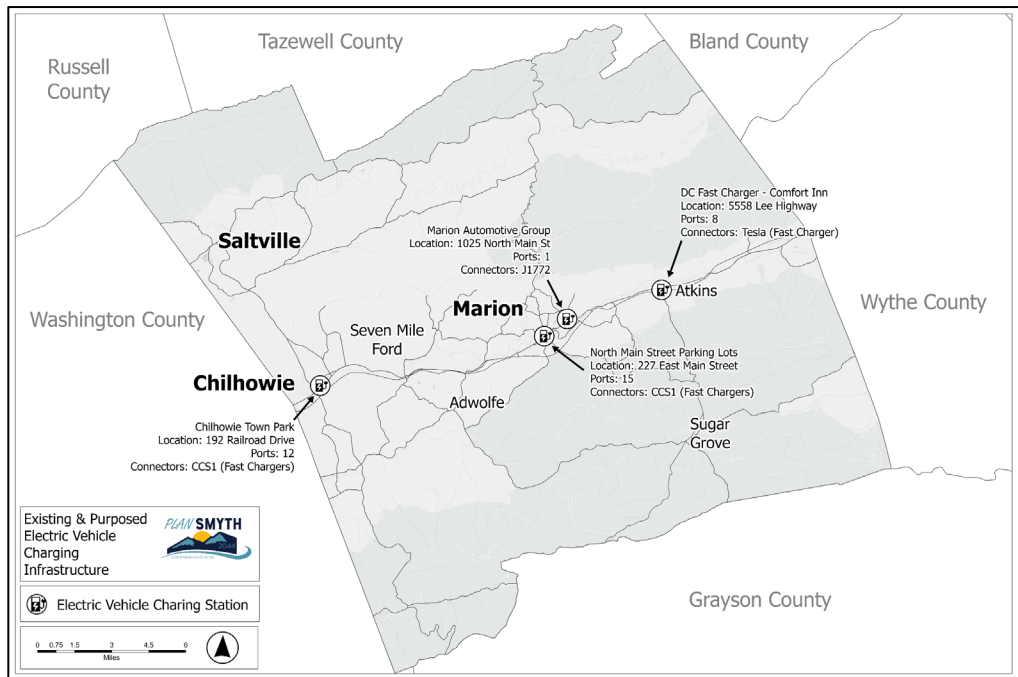 Tazewell County
Bland County
Russell
County
DC Fast Charger - Comfort Inn
Location: 5558 Lee Highway
Ports: 8
Connectors: Tesla (Fast Charger)
Marion Automotive Group
Location: 1025 North Main St
Ports: 1
Connectors: J1772
Saltville
Atkins
Wythe County
Washington County
Marion
Seven Mile
Ford
North Main Street Parking Lots
Location: 227 East Main Street
Ports: 15
Connectors: CCS1 (Fast Chargers)
Chilhowie
Adwolfe
Chilhowie Town Park
Location: 192 Railroad Drive
Ports: 12
Connectors: CCS1 (Fast Chargers)
Sugar
Grove
Existing & Purposed
Electric Vehicle
Charging
Infrastructure
PLAN SMYTH
2044
COMPREHENSIVE PLAN
Electric Vehicle Charing Station
Grayson County
0 0.75 1.5 3 4.5 6
Miles